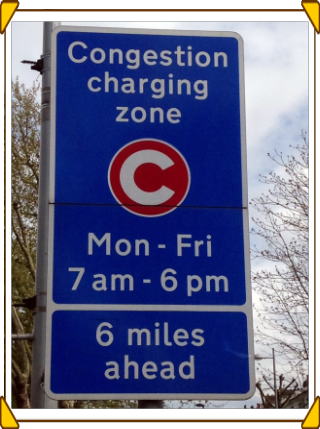 Congestion
charging
zone
C
Mon - Fri
7 am - 6 pm
6 miles
ahead